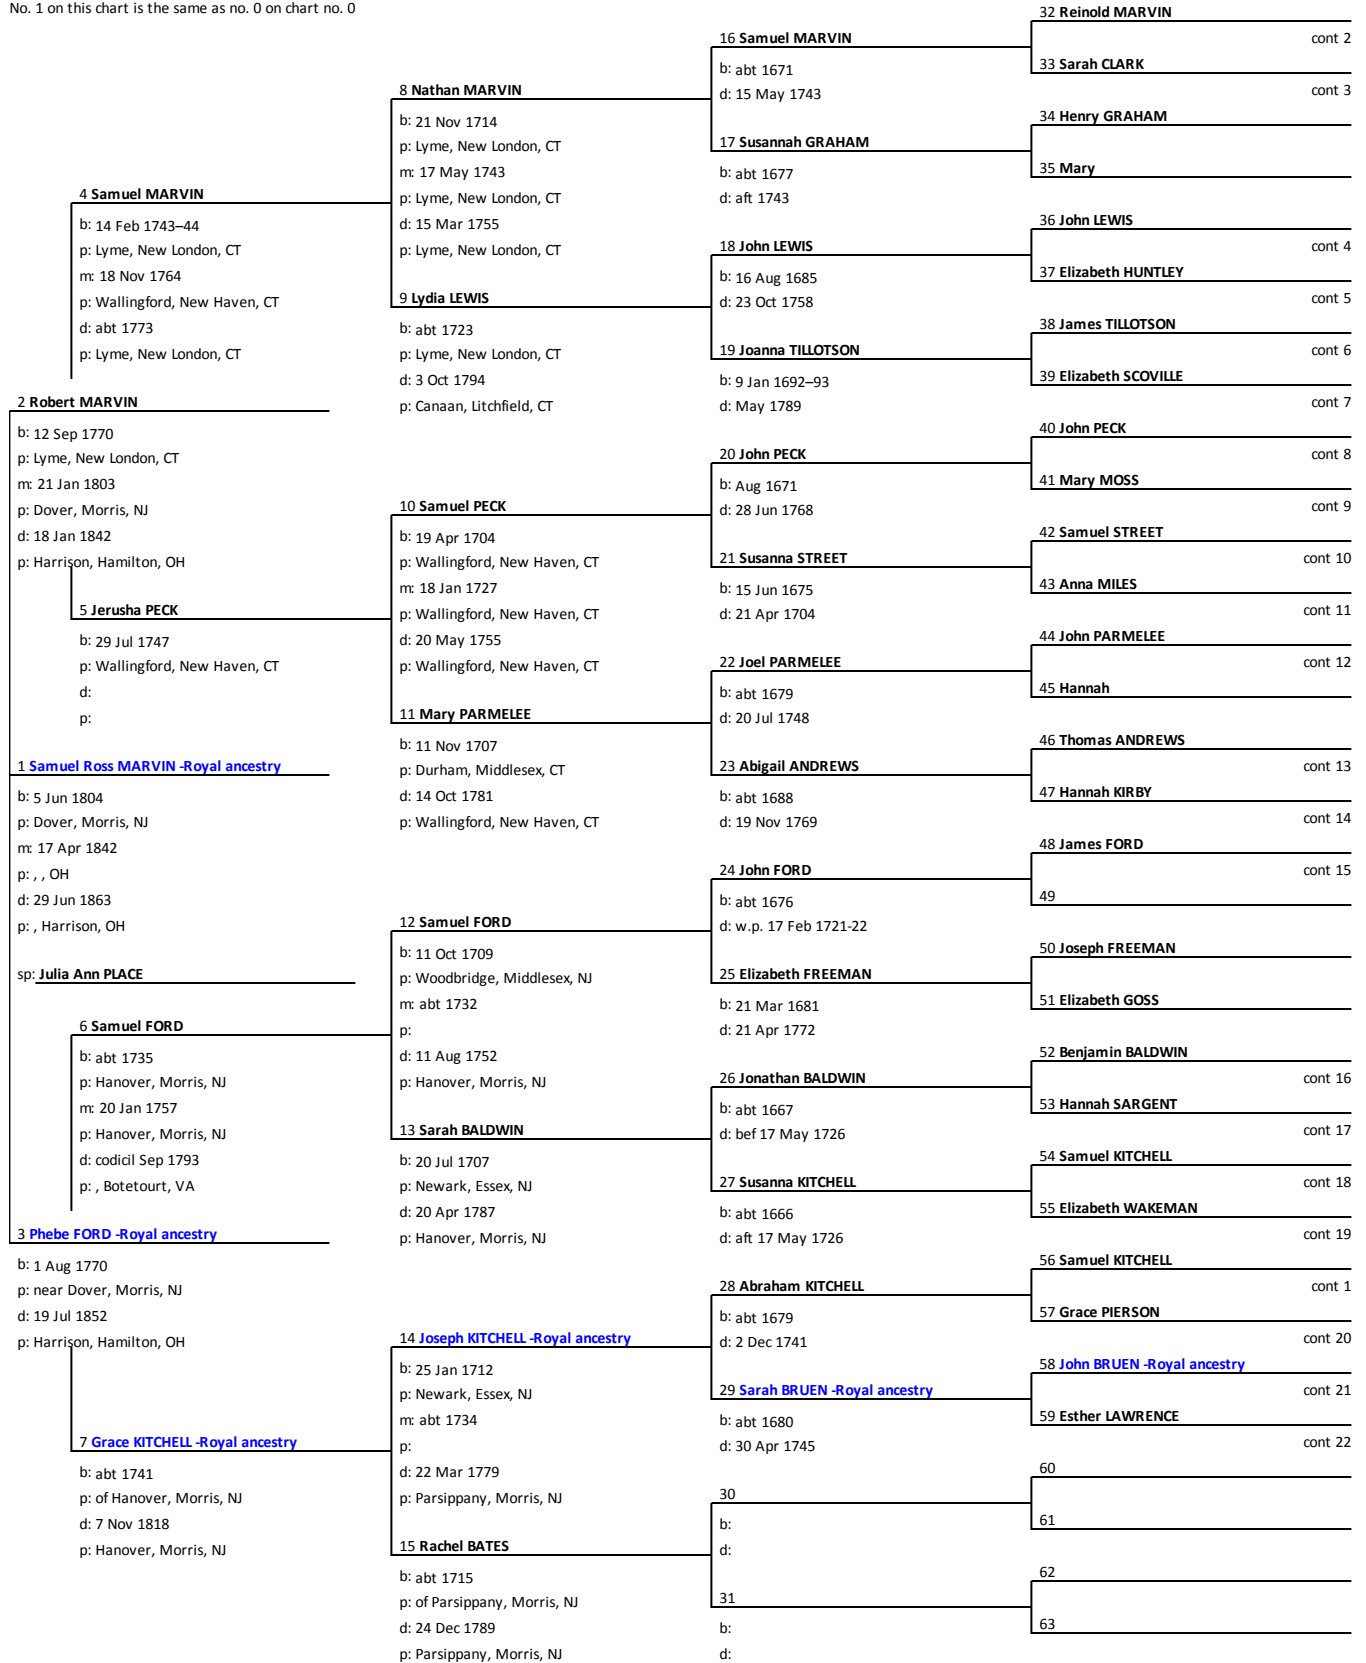 No. 1 on this chart is the same as no. 0 on chart no. 0
2 Robert MARVIN
b: 12 Sep 1770
p: Lyme, New London, CT
m: 21 Jan 1803
p: Dover, Morris, NJ
d: 18 Jan 1842
p: Harrison, Hamilton, OH
1 Samuel Ross MARVIN -Royal ancestry
b: 5 Jun 1804
p: Dover, Morris, NJ
m: 17 Apr 1842
p: , , OH
d: 29 Jun 1863
p: , Harrison, OH
sp: Julia Ann PLACE
3 Phebe FORD -Royal ancestry
b: 1 Aug 1770
p: near Dover, Morris, NJ
d: 19 Jul 1852
p: Harrison, Hamilton, OH
4 Samuel MARVIN
b: 14 Feb 1743–44
p: Lyme, New London, CT
m: 18 Nov 1764
p: Wallingford, New Haven, CT
d: abt 1773
p: Lyme, New London, CT
5 Jerusha PECK
b: 29 Jul 1747
p: Wallingford, New Haven, CT
d:
p:
6 Samuel FORD
b: abt 1735
p: Hanover, Morris, NJ
m: 20 Jan 1757
p: Hanover, Morris, NJ
d: codicil Sep 1793
p: , Botetourt, VA
7 Grace KITCHELL -Royal ancestry
b: abt 1741
p: of Hanover, Morris, NJ
d: 7 Nov 1818
p: Hanover, Morris, NJ
8 Nathan MARVIN
b: 21 Nov 1714
p: Lyme, New London, CT
m: 17 May 1743
p: Lyme, New London, CT
d: 15 Mar 1755
p: Lyme, New London, CT
9 Lydia LEWIS
b: abt 1723
p: Lyme, New London, CT
d: 3 Oct 1794
p: Canaan, Litchfield, CT
10 Samuel PECK
b: 19 Apr 1704
p: Wallingford, New Haven, CT
m: 18 Jan 1727
p: Wallingford, New Haven, CT
d: 20 May 1755
p: Wallingford, New Haven, CT
11 Mary PARMELEE
b: 11 Nov 1707
p: Durham, Middlesex, CT
d: 14 Oct 1781
p: Wallingford, New Haven, CT
12 Samuel FORD
b: 11 Oct 1709
p: Woodbridge, Middlesex, NJ
m: abt 1732
p:
d: 11 Aug 1752
p: Hanover, Morris, NJ
13 Sarah BALDWIN
b: 20 Jul 1707
p: Newark, Essex, NJ
d: 20 Apr 1787
p: Hanover, Morris, NJ
14 Joseph KITCHELL -Royal ancestry
b: 25 Jan 1712
p: Newark, Essex, NJ
m: abt 1734
p:
d: 22 Mar 1779
p: Parsippany, Morris, NJ
15 Rachel BATES
b: abt 1715
p: of Parsippany, Morris, NJ
d: 24 Dec 1789
p: Parsippany, Morris, NJ
16 Samuel MARVIN
b: abt 1671
d: 15 May 1743
17 Susannah GRAHAM
b: abt 1677
d: aft 1743
18 John LEWIS
b: 16 Aug 1685
d: 23 Oct 1758
19 Joanna TILLOTSON
b: 9 Jan 1692–93
d: May 1789
20 John PECK
b: Aug 1671
d: 28 Jun 1768
21 Susanna STREET
b: 15 Jun 1675
d: 21 Apr 1704
22 Joel PARMELEE
b: abt 1679
d: 20 Jul 1748
23 Abigail ANDREWS
b: abt 1688
d: 19 Nov 1769
24 John FORD
b: abt 1676
d: w.p. 17 Feb 1721-22
25 Elizabeth FREEMAN
b: 21 Mar 1681
d: 21 Apr 1772
26 Jonathan BALDWIN
b: abt 1667
d: bef 17 May 1726
27 Susanna KITCHELL
b: abt 1666
d: aft 17 May 1726
28 Abraham KITCHELL
b: abt 1679
d: 2 Dec 1741
29 Sarah BRUEN -Royal ancestry
b: abt 1680
d: 30 Apr 1745
30
b:
d:
31
b:
d:
32 Reinold MARVIN
cont 2
33 Sarah CLARK
cont 3
34 Henry GRAHAM
35 Mary
36 John LEWIS
cont 4
37 Elizabeth HUNTLEY
cont 5
38 James TILLOTSON
cont 6
39 Elizabeth SCOVILLE
cont 7
40 John PECK
cont 8
41 Mary MOSS
cont 9
42 Samuel STREET
cont 10
43 Anna MILES
cont 11
44 John PARMELEE
cont 12
45 Hannah
46 Thomas ANDREWS
cont 13
47 Hannah KIRBY
cont 14
48 James FORD
cont 15
49
50 Joseph FREEMAN
51 Elizabeth GOSS
52 Benjamin BALDWIN
cont 16
53 Hannah SARGENT
cont 17
54 Samuel KITCHELL
cont 18
55 Elizabeth WAKEMAN
cont 19
56 Samuel KITCHELL
cont 1
57 Grace PIERSON
cont 20
58 John BRUEN -Royal ancestry
cont 21
59 Esther LAWRENCE
cont 22
60
61
62
63